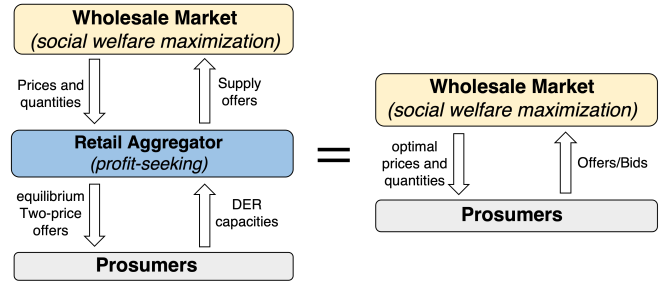 Wholesale Market
(social welfare maximization)
Prices and
quantities
Supply
offers
Retail Aggregator
(profit-seeking)
equilibrium
Two-price
offers
DER
capacities
Prosumers
=
Wholesale Market
(social welfare maximization)
optimal
prices and
quantities
Offers/Bids
Prosumers